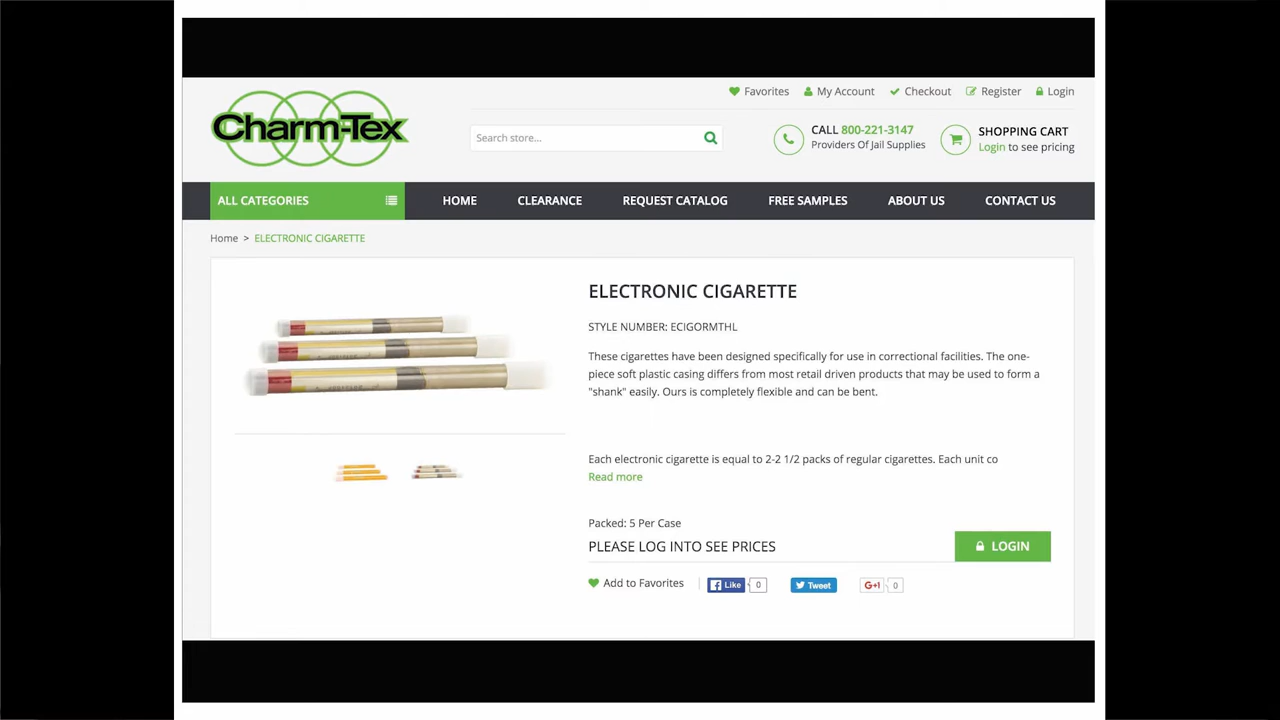 Favorites
My Account
Checkout
Register
Login
Charm-Tex
Search store...
CALL 800-221-3147
Providers Of Jail Supplies
SHOPPING CART
Login to see pricing
ALL CATEGORIES
HOME
CLEARANCE
REQUEST CATALOG
FREE SAMPLES
ABOUT US
CONTACT US
Home > ELECTRONIC CIGARETTE
ELECTRONIC CIGARETTE
STYLE NUMBER: ECIGORMTHL
These cigarettes have been designed specifically for use in correctional facilities. The one-
piece soft plastic casing differs from most retail driven products that may be used to form a
"shank" easily. Ours is completely flexible and can be bent.
Each electronic cigarette is equal to 2-2 1/2 packs of regular cigarettes. Each unit co
Read more
Packed: 5 Per Case
PLEASE LOG INTO SEE PRICES
LOGIN
Add to Favorites
Like 0
Tweet
G+1 0